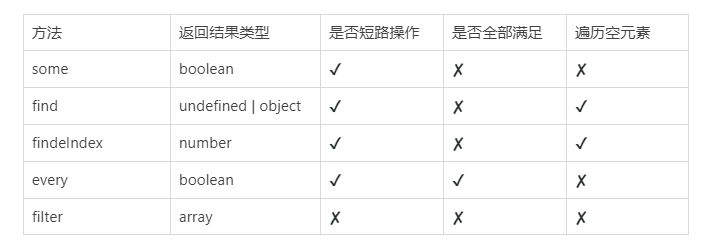 方法 返回结果类型 是否短路操作 是否全部满足 遍历空元素
some boolean ✓ ✗ ✗
find undefined | object ✓ ✗ ✓
findeIndex number ✓ ✗ ✓
every boolean ✓ ✓ ✗
filter array ✗ ✗ ✗